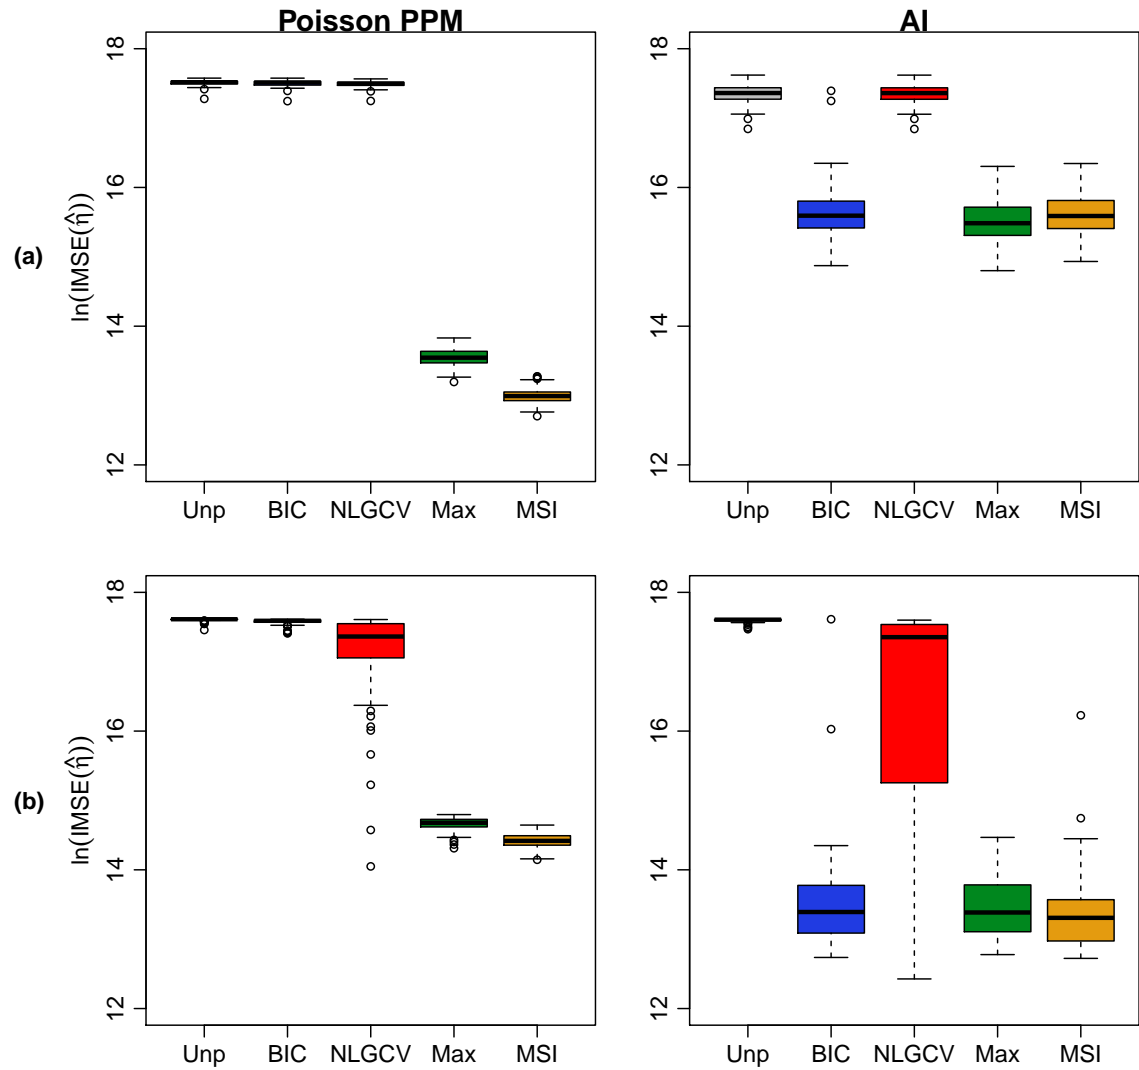 Poisson PPM
AI
18
16
14
12
ln(IMSE(η̂))
(a)
Unp BIC NLGCV Max MSI
18
16
14
12
Unp BIC NLGCV Max MSI
18
16
14
12
ln(IMSE(η̂))
(b)
Unp BIC NLGCV Max MSI
18
16
14
12
Unp BIC NLGCV Max MSI